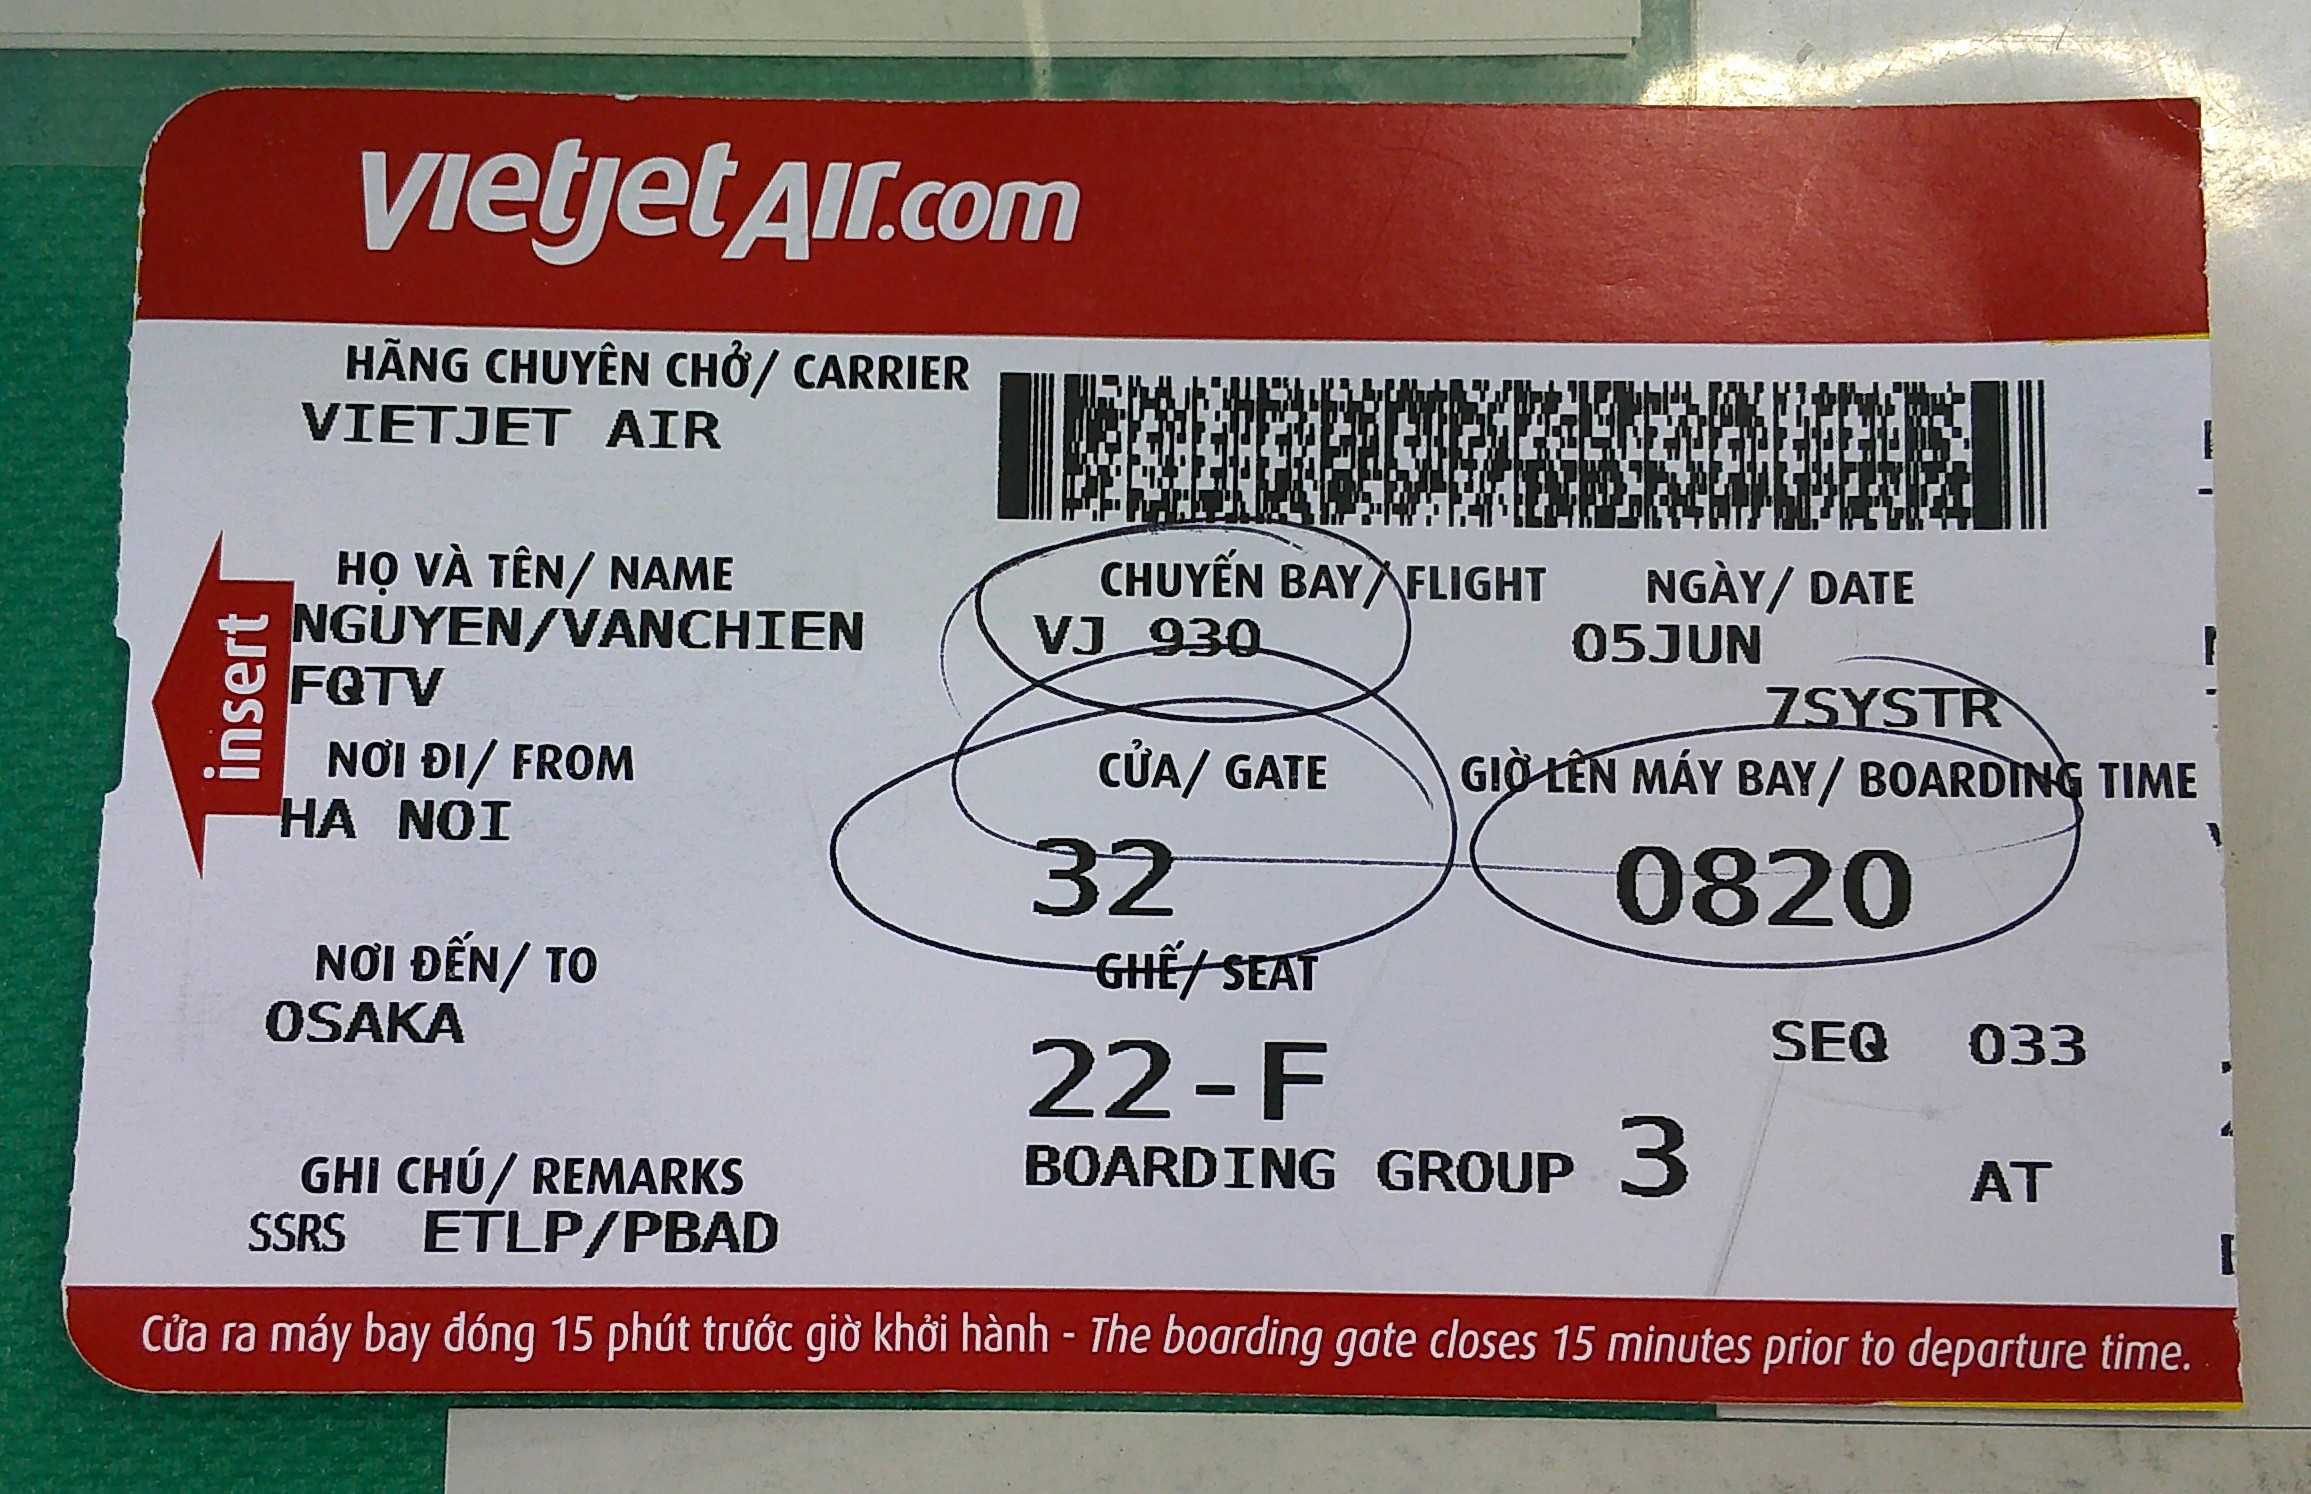 vietjetAir.com
HÃNG CHUYÊN CHỞ/ CARRIER
VIETJET AIR
HỌ VÀ TÊN/ NAME
NGUYEN/VANCHIEN
FQTV
CHUYẾN BAY/ FLIGHT
VJ 930
NGÀY/ DATE
05JUN
7SYSTR
insert
NƠI ĐI/ FROM
HA NOI
CỬA/ GATE
32
GIỜ LÊN MÁY BAY/ BOARDING TIME
0820
NƠI ĐẾN/ TO
OSAKA
GHẾ/ SEAT
22-F
SEQ 033
BOARDING GROUP 3
AT
GHI CHÚ/ REMARKS
SSRS ETLP/PBAD
Cửa ra máy bay đóng 15 phút trước giờ khởi hành - The boarding gate closes 15 minutes prior to departure time.